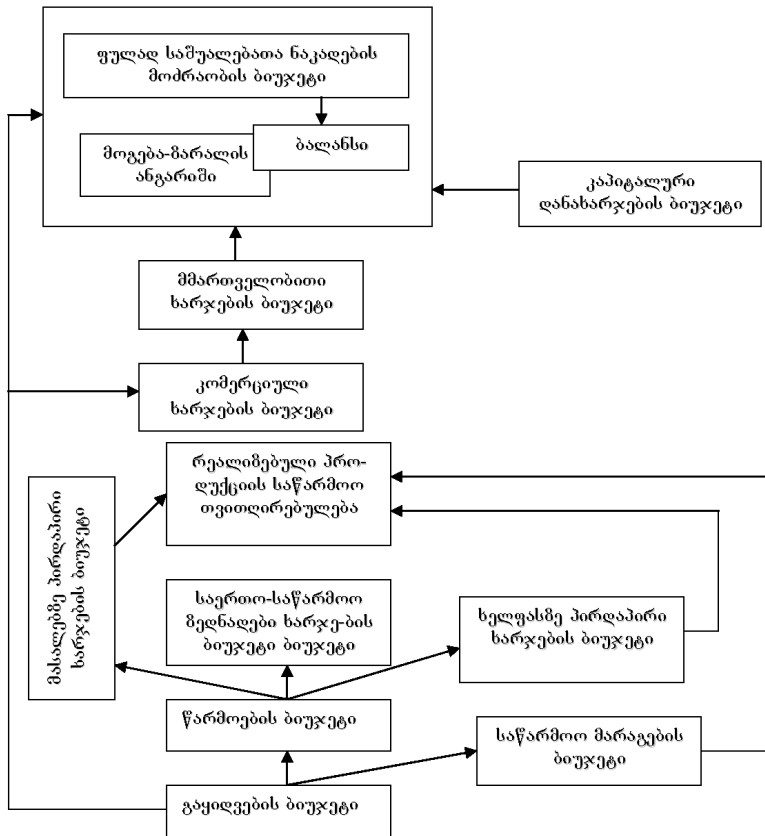 ფულად საშუალებათა ნაკადების
მოძრაობის ბიუჯეტი
ბალანსი
მოგება-ზარალის
ანგარიში
კაპიტალური
დანახარჯების ბიუჯეტი
მმართველობითი
ხარჯების ბიუჯეტი
კომერციული
ხარჯების ბიუჯეტი
რეალიზებული პრო-
დუქციის საწარმოო
თვითღირებულება
მასალებზე პირდაპირი
ხარჯების ბიუჯეტი
საერთო-საწარმოო
ზედნადები ხარჯე-ბის
ბიუჯეტი ბიუჯეტი
ხელფასზე პირდაპირი
ხარჯების ბიუჯეტი
წარმოების ბიუჯეტი
საწარმოო მარაგების
ბიუჯეტი
გაყიდვების ბიუჯეტი